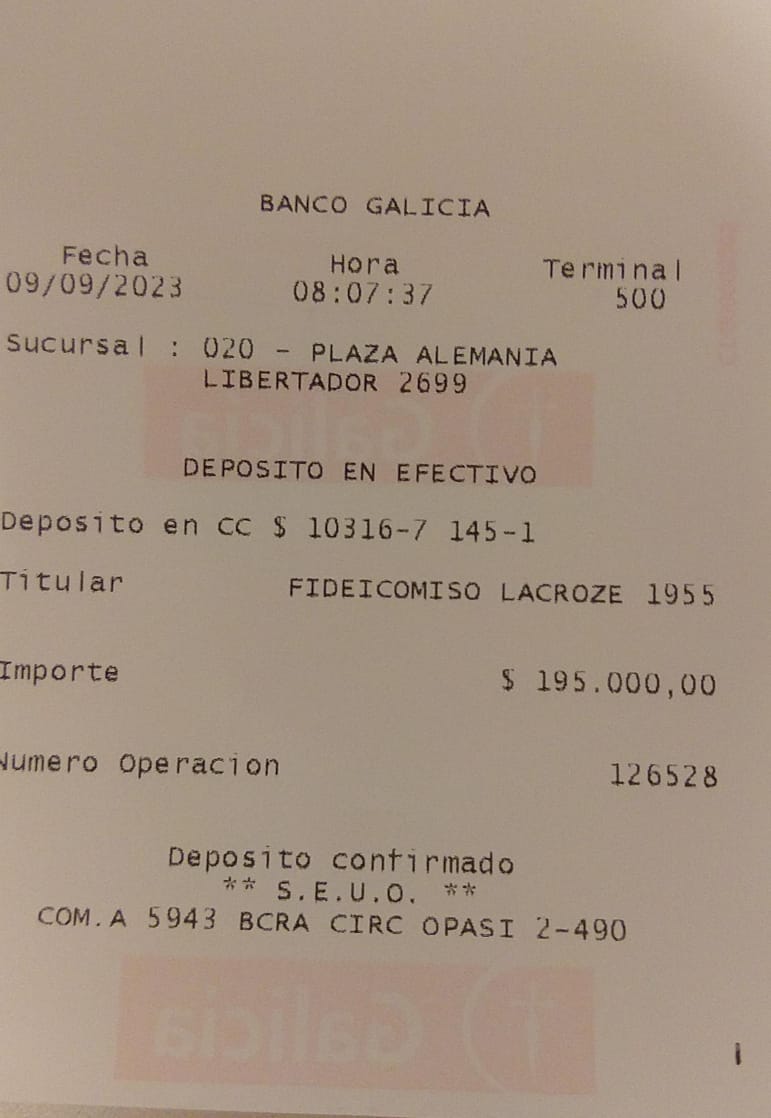 BANCO GALICIA
Fecha Hora Terminal
09/09/2023 08:07:37 500
Sucursal : 020 - PLAZA ALEMANIA
LIBERTADOR 2699
Galicia
DEPOSITO EN EFECTIVO
Deposito en CC $ 10316-7 145-1
Titular FIDEICOMISO LACROZE 1955
Importe $ 195.000,00
Numero Operacion 126528
Deposito confirmado
** S.E.U.O. **
COM.A 5943 BCRA CIRC OPASI 2-490
Galicia